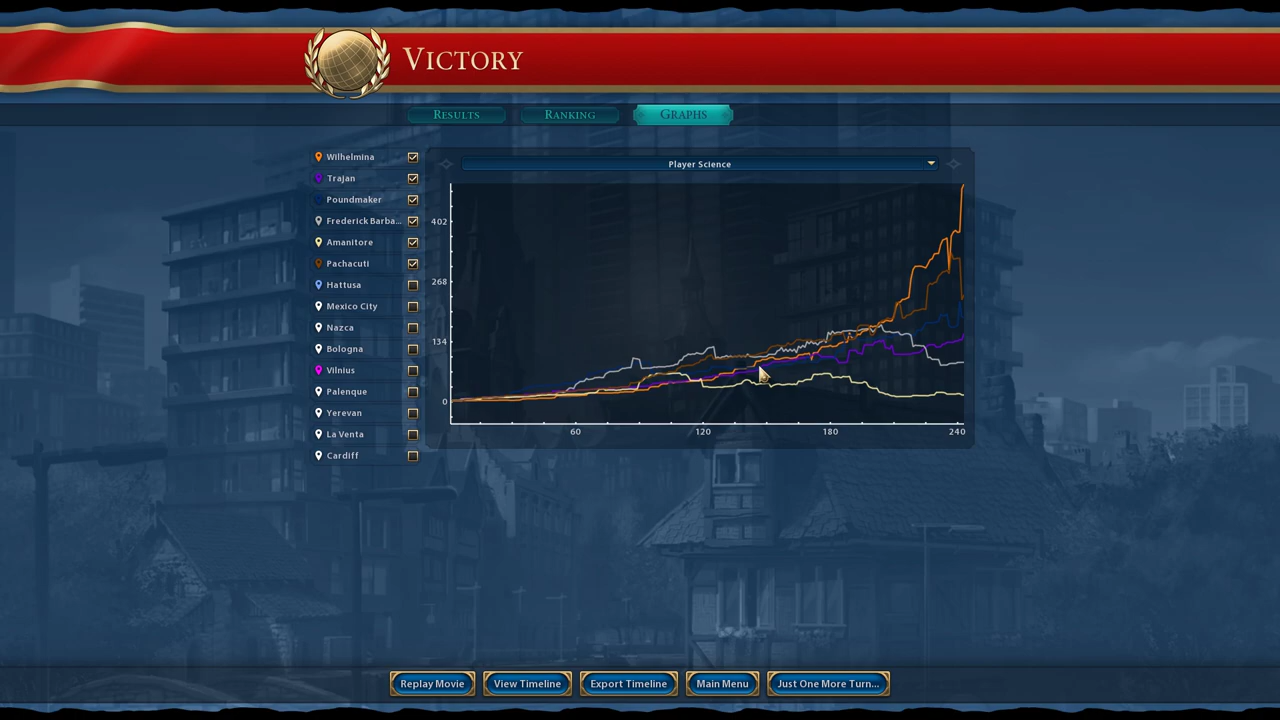 Victory
Results
Ranking
Graphs
Wilhelmina
Trajan
Poundmaker
Frederick Barba...
Amanitore
Pachacuti
Hattusa
Mexico City
Nazca
Bologna
Vilnius
Palenque
Yerevan
La Venta
Cardiff
Player Science
402
268
134
0
60
120
180
240
Replay Movie
View Timeline
Export Timeline
Main Menu
Just One More Turn...